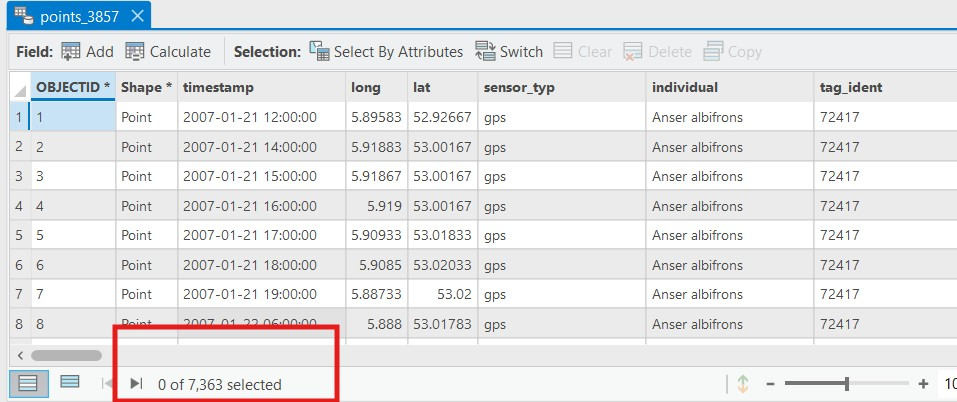 points_3857
Field: Add Calculate Selection: Select By Attributes Switch Clear Delete Copy
OBJECTID * Shape * timestamp long lat sensor_typ individual tag_ident
1 1 Point 2007-01-21 12:00:00 5.89583 52.92667 gps Anser albifrons 72417
2 2 Point 2007-01-21 14:00:00 5.91883 53.00167 gps Anser albifrons 72417
3 3 Point 2007-01-21 15:00:00 5.91867 53.00167 gps Anser albifrons 72417
4 4 Point 2007-01-21 16:00:00 5.919 53.00167 gps Anser albifrons 72417
5 5 Point 2007-01-21 17:00:00 5.90933 53.01833 gps Anser albifrons 72417
6 6 Point 2007-01-21 18:00:00 5.9085 53.02033 gps Anser albifrons 72417
7 7 Point 2007-01-21 19:00:00 5.88733 53.02 gps Anser albifrons 72417
8 8 Point 2007-01-22 06:00:00 5.888 53.01783 gps Anser albifrons 72417
0 of 7,363 selected